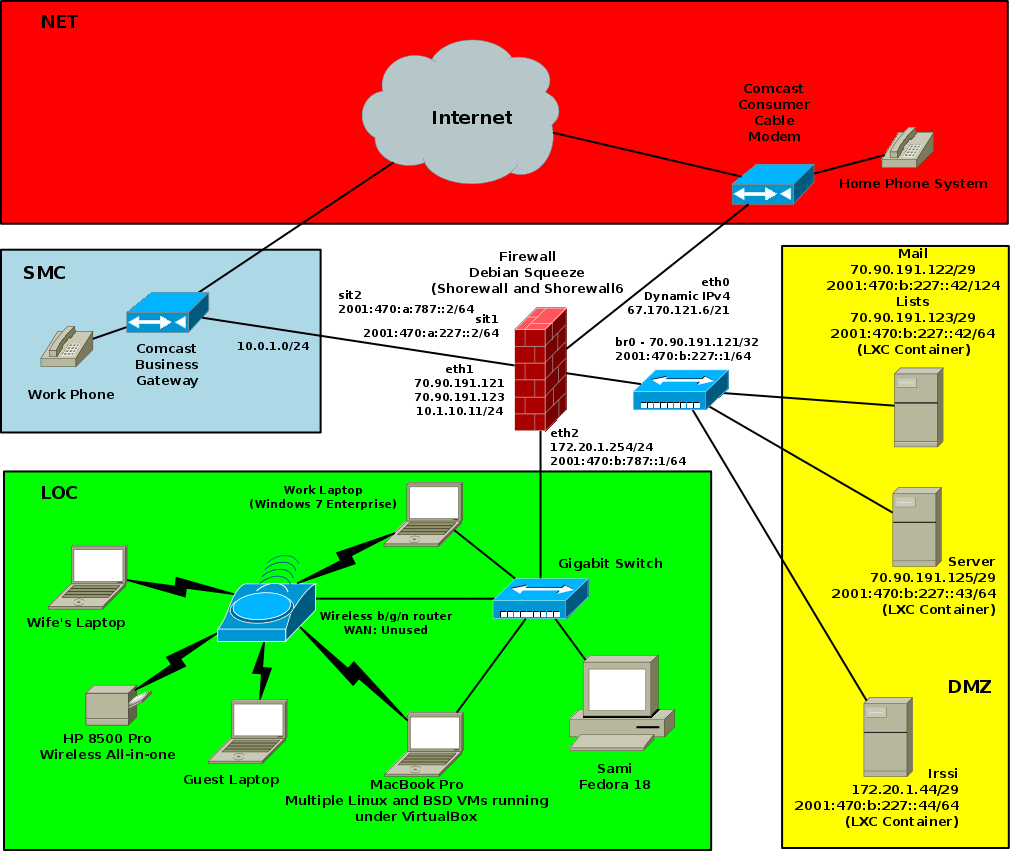 NET
Internet
Comcast
Consumer
Cable
Modem
Home Phone System
SMC
Comcast
Business
Gateway
Work Phone
10.0.1.0/24
Firewall
Debian Squeeze
(Shorewall and Shorewall6
sit2
2001:470:a:787::2/64
sit1
2001:470:a:227::2/64
eth1
70.90.191.121
70.90.191.123
10.1.10.11/24
eth0
Dynamic IPv4
67.170.121.6/21
br0 - 70.90.191.121/32
2001:470:b:227::1/64
eth2
172.20.1.254/24
2001:470:b:787::1/64
Mail
70.90.191.122/29
2001:470:b:227::42/124
Lists
70.90.191.123/29
2001:470:b:227::42/64
(LXC Container)
Server
70.90.191.125/29
2001:470:b:227::43/64
(LXC Container)
DMZ
Irssi
172.20.1.44/29
2001:470:b:227::44/64
(LXC Container)
LOC
Work Laptop
(Windows 7 Enterprise)
Gigabit Switch
Wife's Laptop
Wireless b/g/n router
WAN: Unused
HP 8500 Pro
Wireless All-in-one
Guest Laptop
MacBook Pro
Multiple Linux and BSD VMs running
under VirtualBox
Sami
Fedora 18